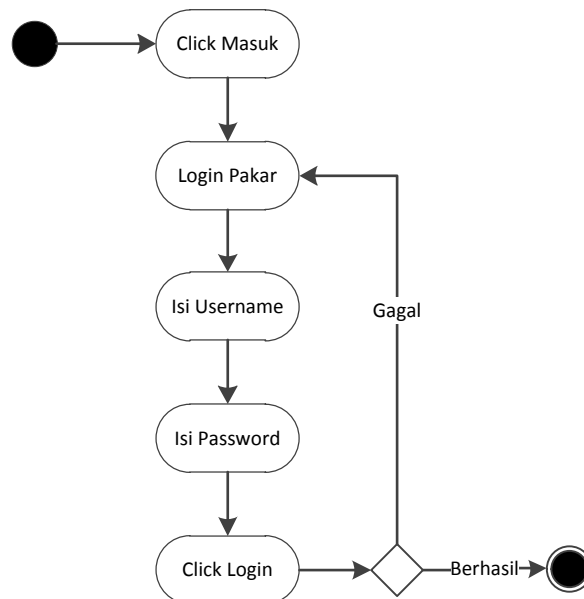 Click Masuk
Login Pakar
Isi Username
Gagal
Isi Password
Click Login
Berhasil